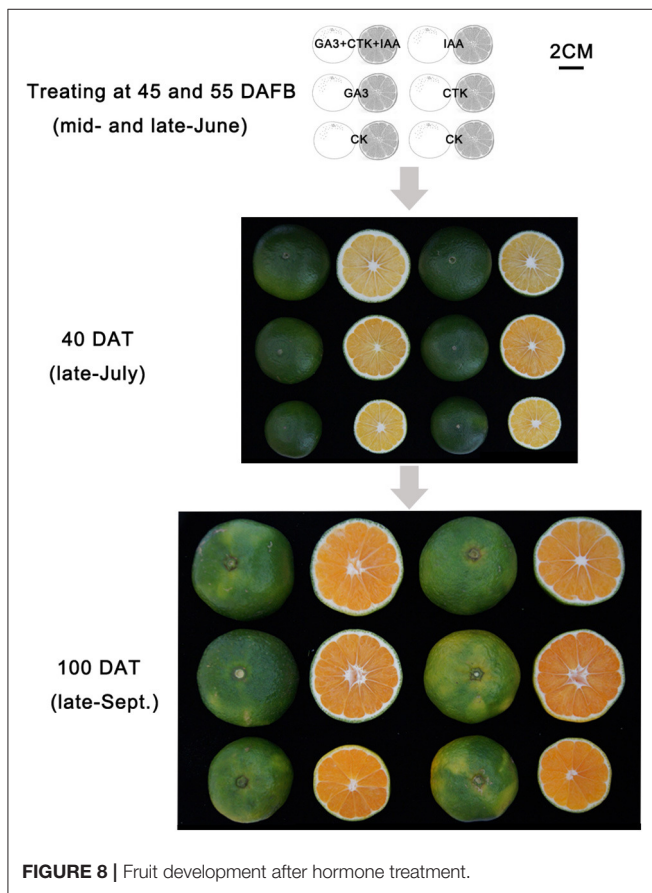 GA3+CTK+IAA IAA 2CM
Treating at 45 and 55 DAFB
(mid- and late-June)
GA3 CTK
CK CK
40 DAT
(late-July)
100 DAT
(late-Sept.)
FIGURE 8 | Fruit development after hormone treatment.